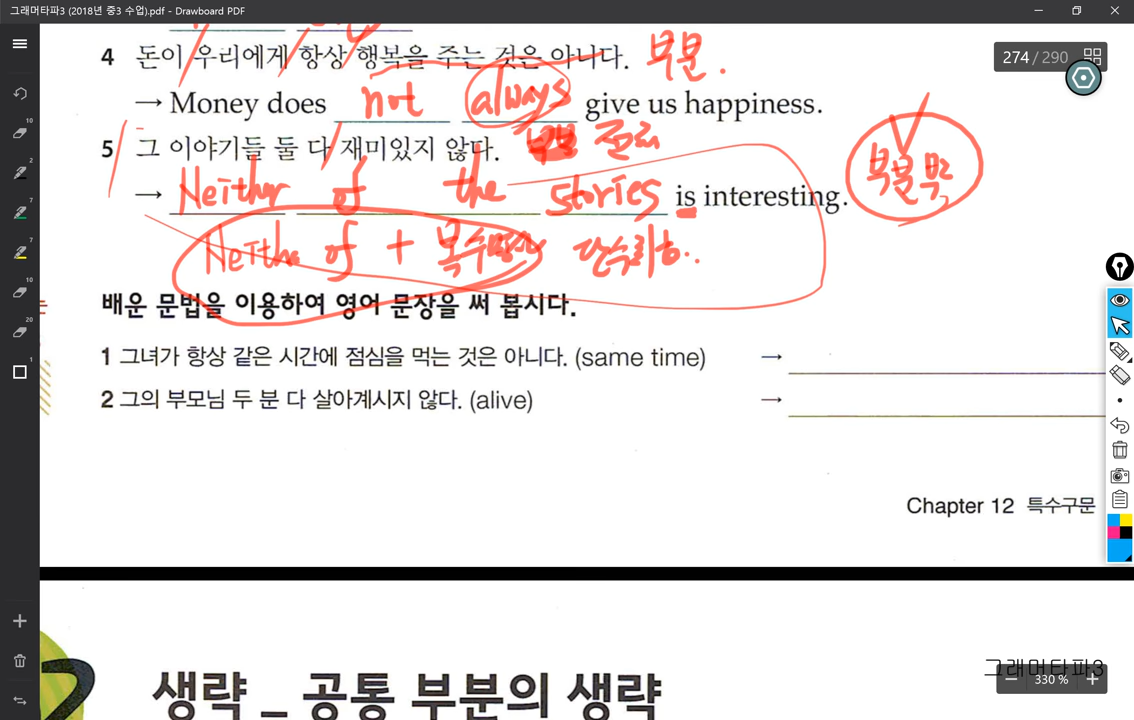 그래머타파3 (2018년 중3 수업).pdf - Drawboard PDF
274 / 290
4 돈이 우리에게 항상 행복을 주는 것은 아니다. 부분.
→ Money does not always give us happiness.
5 그 이야기들 둘 다 재미있지 않다.
→ Neither of the stories is interesting.
of + 복수명사
배운 문법을 이용하여 영어 문장을 써 봅시다.
1 그녀가 항상 같은 시간에 점심을 먹는 것은 아니다. (same time) →
2 그의 부모님 두 분 다 살아계시지 않다. (alive) →
Chapter 12 특수구문
생략 _ 공통 부분의 생략
그래머타파3
330 %
10
2
7
7
10
20
1